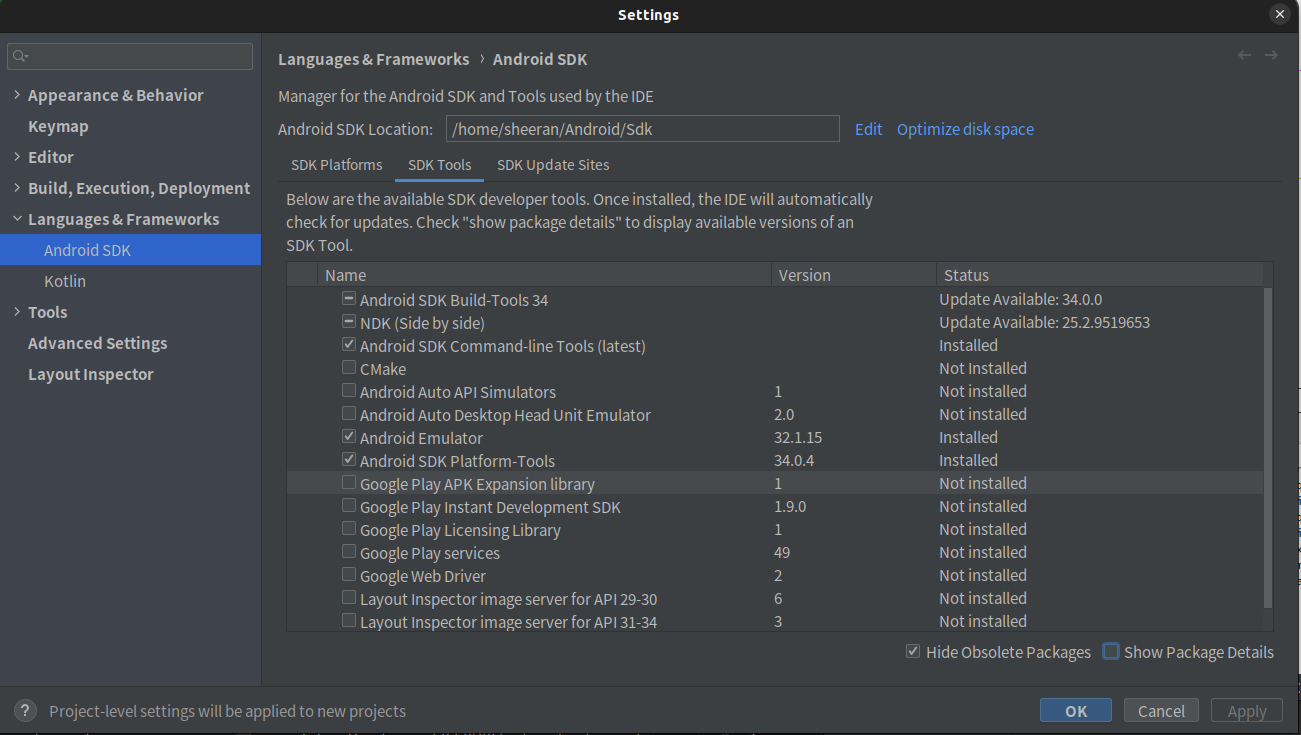 Settings
Languages & Frameworks › Android SDK
Appearance & Behavior
Keymap
Editor
Build, Execution, Deployment
Languages & Frameworks
Android SDK
Kotlin
Tools
Advanced Settings
Layout Inspector
Manager for the Android SDK and Tools used by the IDE
Android SDK Location: /home/sheeran/Android/Sdk Edit Optimize disk space
SDK Platforms SDK Tools SDK Update Sites
Below are the available SDK developer tools. Once installed, the IDE will automatically
check for updates. Check "show package details" to display available versions of an
SDK Tool.
Name Version Status
Android SDK Build-Tools 34 Update Available: 34.0.0
NDK (Side by side) Update Available: 25.2.9519653
Android SDK Command-line Tools (latest) Installed
CMake Not Installed
Android Auto API Simulators 1 Not installed
Android Auto Desktop Head Unit Emulator 2.0 Not installed
Android Emulator 32.1.15 Installed
Android SDK Platform-Tools 34.0.4 Installed
Google Play APK Expansion library 1 Not installed
Google Play Instant Development SDK 1.9.0 Not installed
Google Play Licensing Library 1 Not installed
Google Play services 49 Not installed
Google Web Driver 2 Not installed
Layout Inspector image server for API 29-30 6 Not installed
Layout Inspector image server for API 31-34 3 Not installed
Hide Obsolete Packages Show Package Details
? Project-level settings will be applied to new projects
OK Cancel Apply